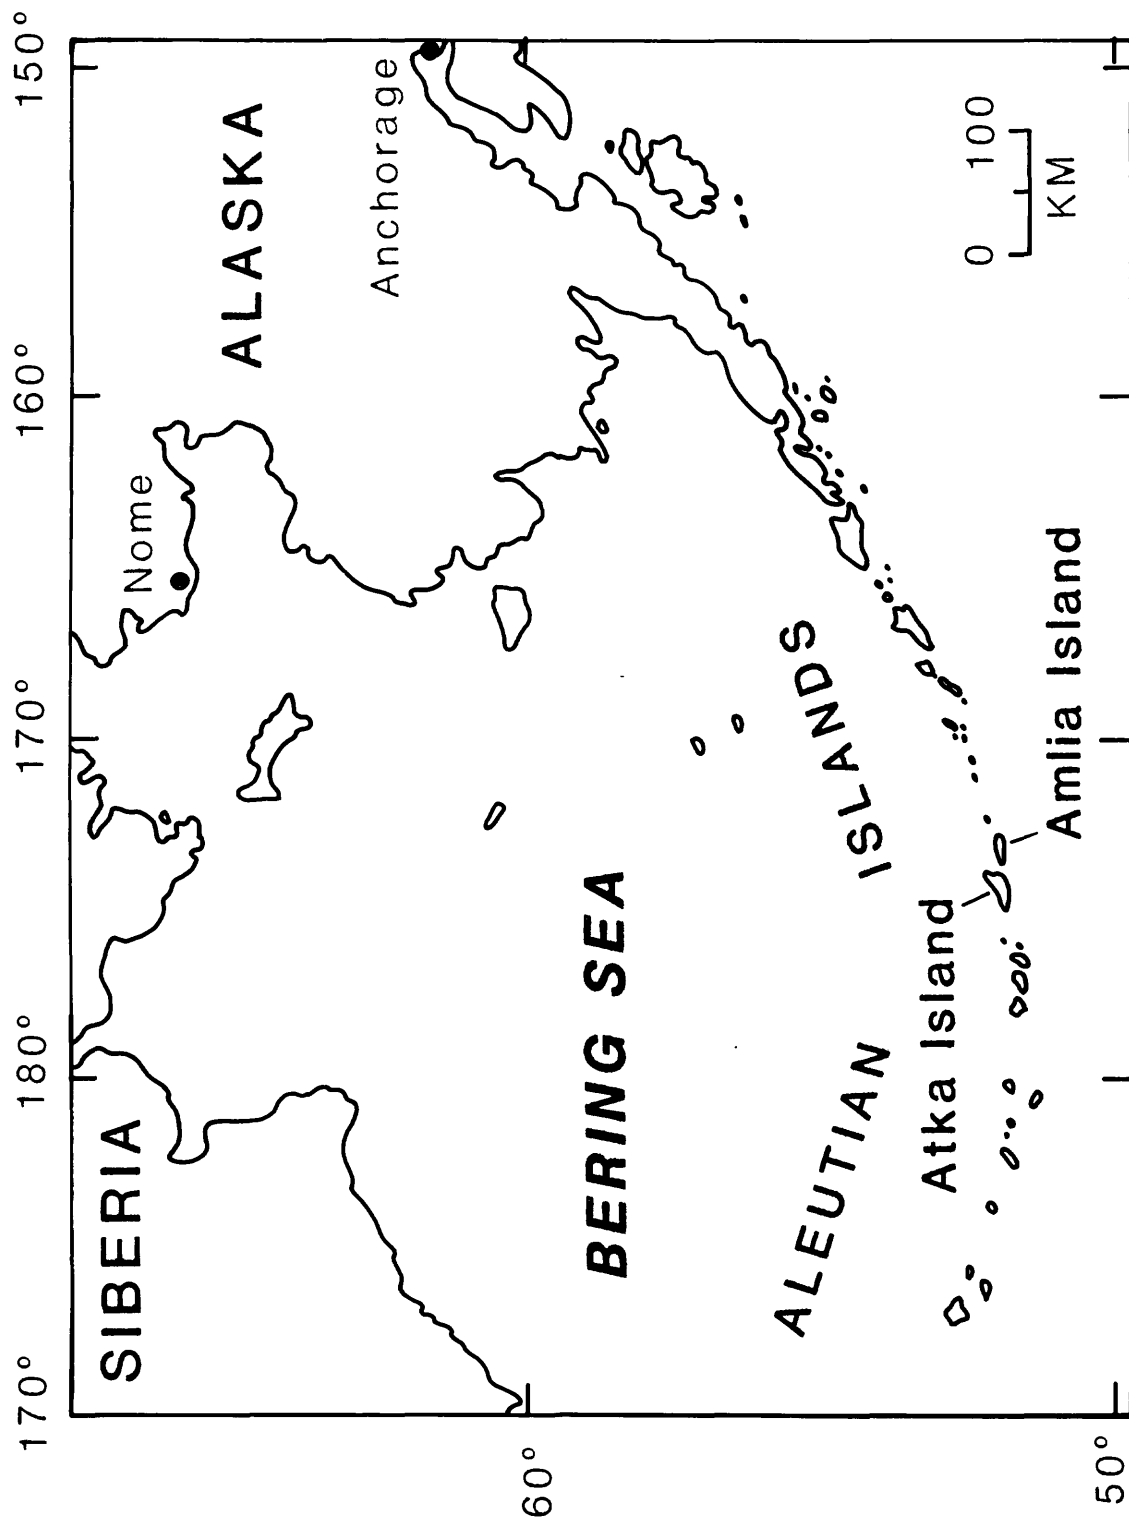 170° 180° 170° 160° 150°
SIBERIA
Nome
ALASKA
Anchorage
60°
BERING SEA
ALEUTIAN ISLANDS
Atka Island
Amlia Island
0 100
KM
50°